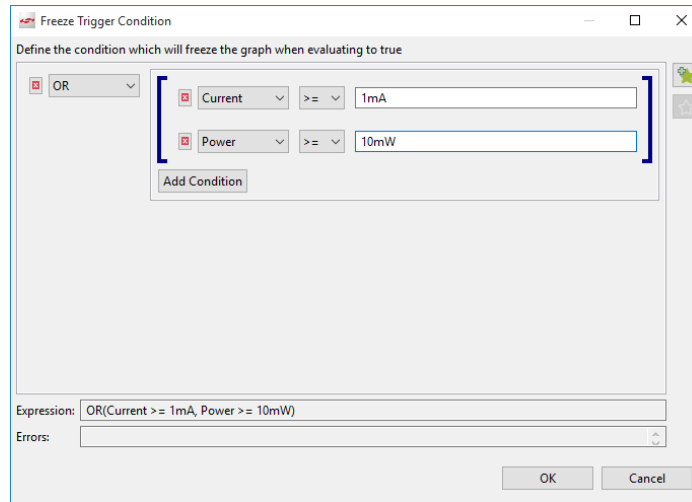 Freeze Trigger Condition
Define the condition which will freeze the graph when evaluating to true
OR
Current >= 1mA
Power >= 10mW
Add Condition
Expression: OR(Current >= 1mA, Power >= 10mW)
Errors:
OK Cancel